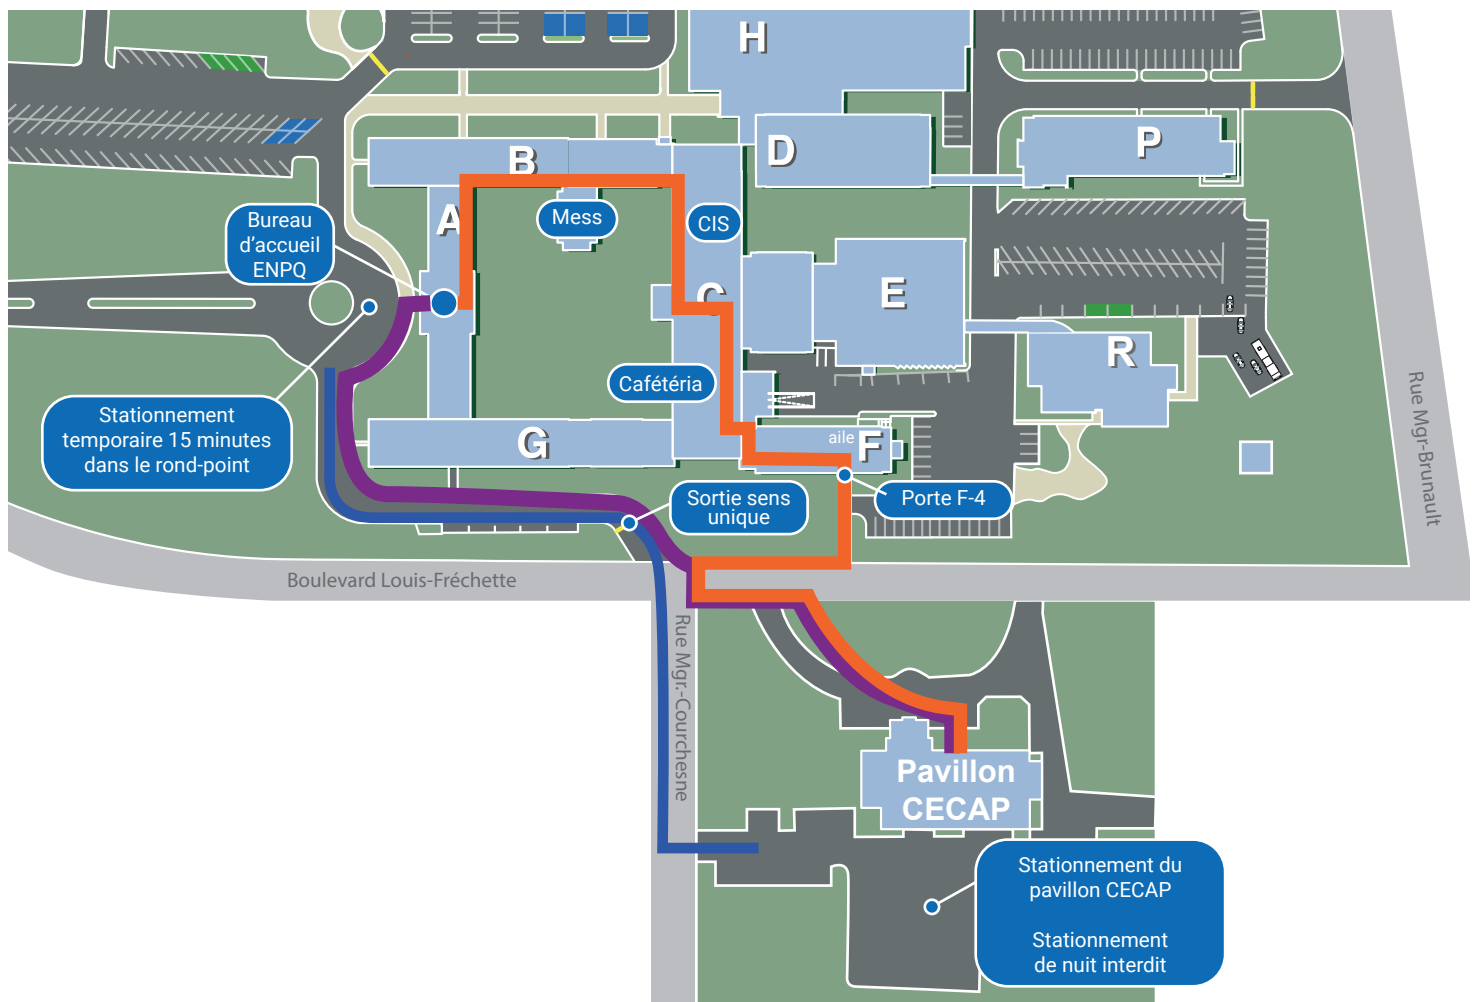 H
B
D
P
A
Bureau
d'accueil
ENPQ
Mess
CIS
C
E
R
Stationnement
temporaire 15 minutes
dans le rond-point
Cafétéria
G
aile F
Sortie sens
unique
Porte F-4
Rue Mgr-Brunault
Boulevard Louis-Fréchette
Rue Mgr.-Courchesne
Pavillon
CECAP
Stationnement du
pavillon CECAP
Stationnement
de nuit interdit